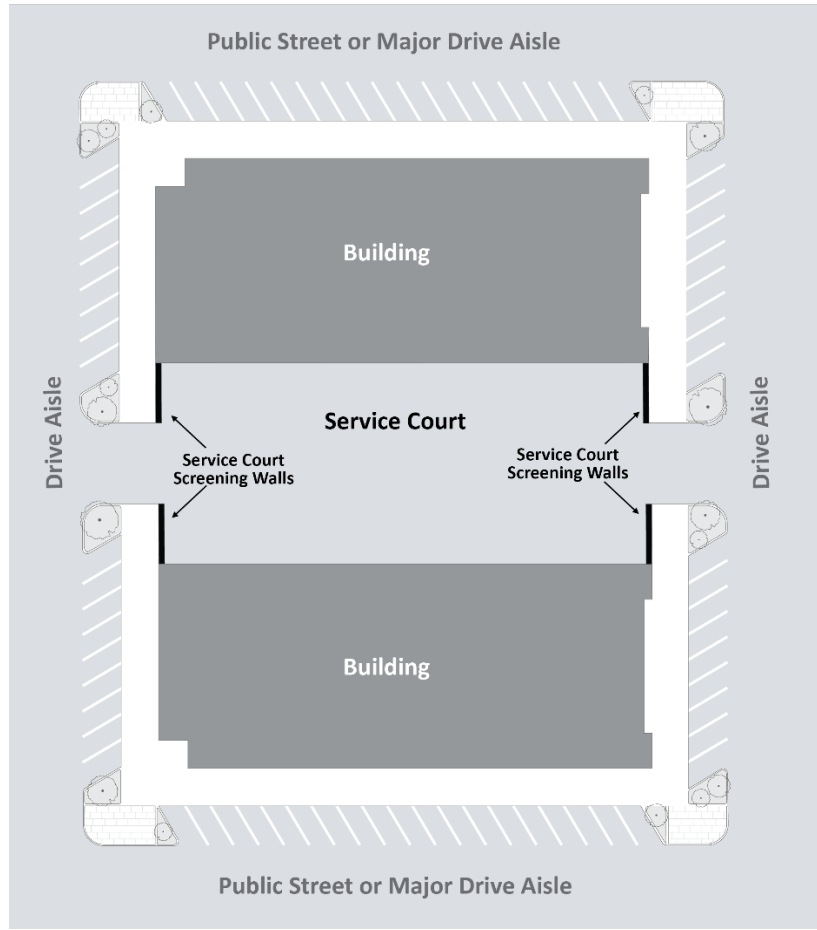 Public Street or Major Drive Aisle
Building
Drive Aisle
Service Court
Drive Aisle
Service Court
Screening Walls
Service Court
Screening Walls
Building
Public Street or Major Drive Aisle